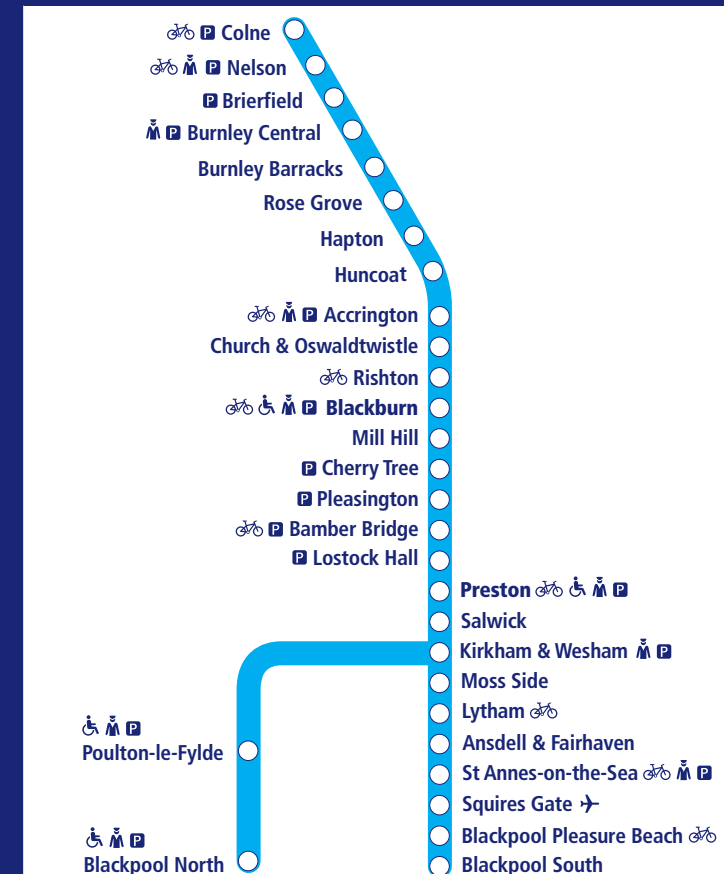 P Colne
P Nelson
P Brierfield
P Burnley Central
Burnley Barracks
Rose Grove
Hapton
Huncoat
P Accrington
Church & Oswaldtwistle
Rishton
P Blackburn
Mill Hill
P Cherry Tree
P Pleasington
P Bamber Bridge
P Lostock Hall
Preston P
Salwick
Kirkham & Wesham P
Moss Side
Lytham
Ansdell & Fairhaven
St Annes-on-the-Sea P
Squires Gate
Blackpool Pleasure Beach
Blackpool South
P
Poulton-le-Fylde
P
Blackpool North